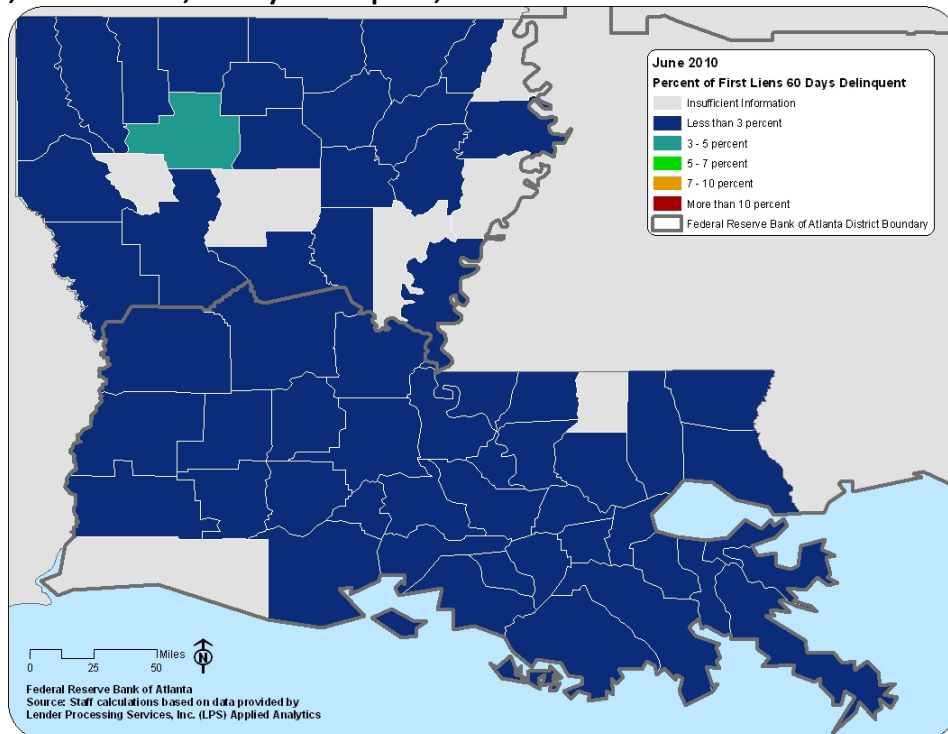 June 2010
Percent of First Liens 60 Days Delinquent
Insufficient Information
Less than 3 percent
3 - 5 percent
5 - 7 percent
7 - 10 percent
More than 10 percent
Federal Reserve Bank of Atlanta District Boundary
Miles
0 25 50
N
Federal Reserve Bank of Atlanta
Source: Staff calculations based on data provided by
Lender Processing Services, Inc. (LPS) Applied Analytics